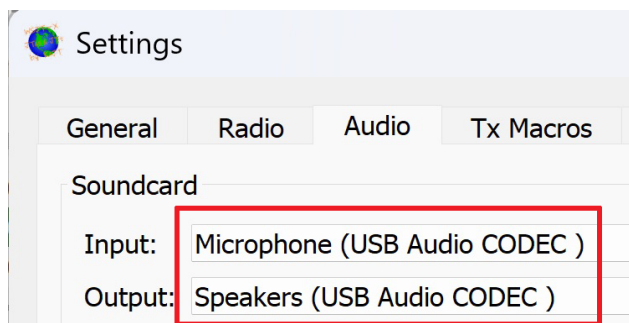 Settings
General Radio Audio Tx Macros
Soundcard
Input: Microphone (USB Audio CODEC )
Output: Speakers (USB Audio CODEC )